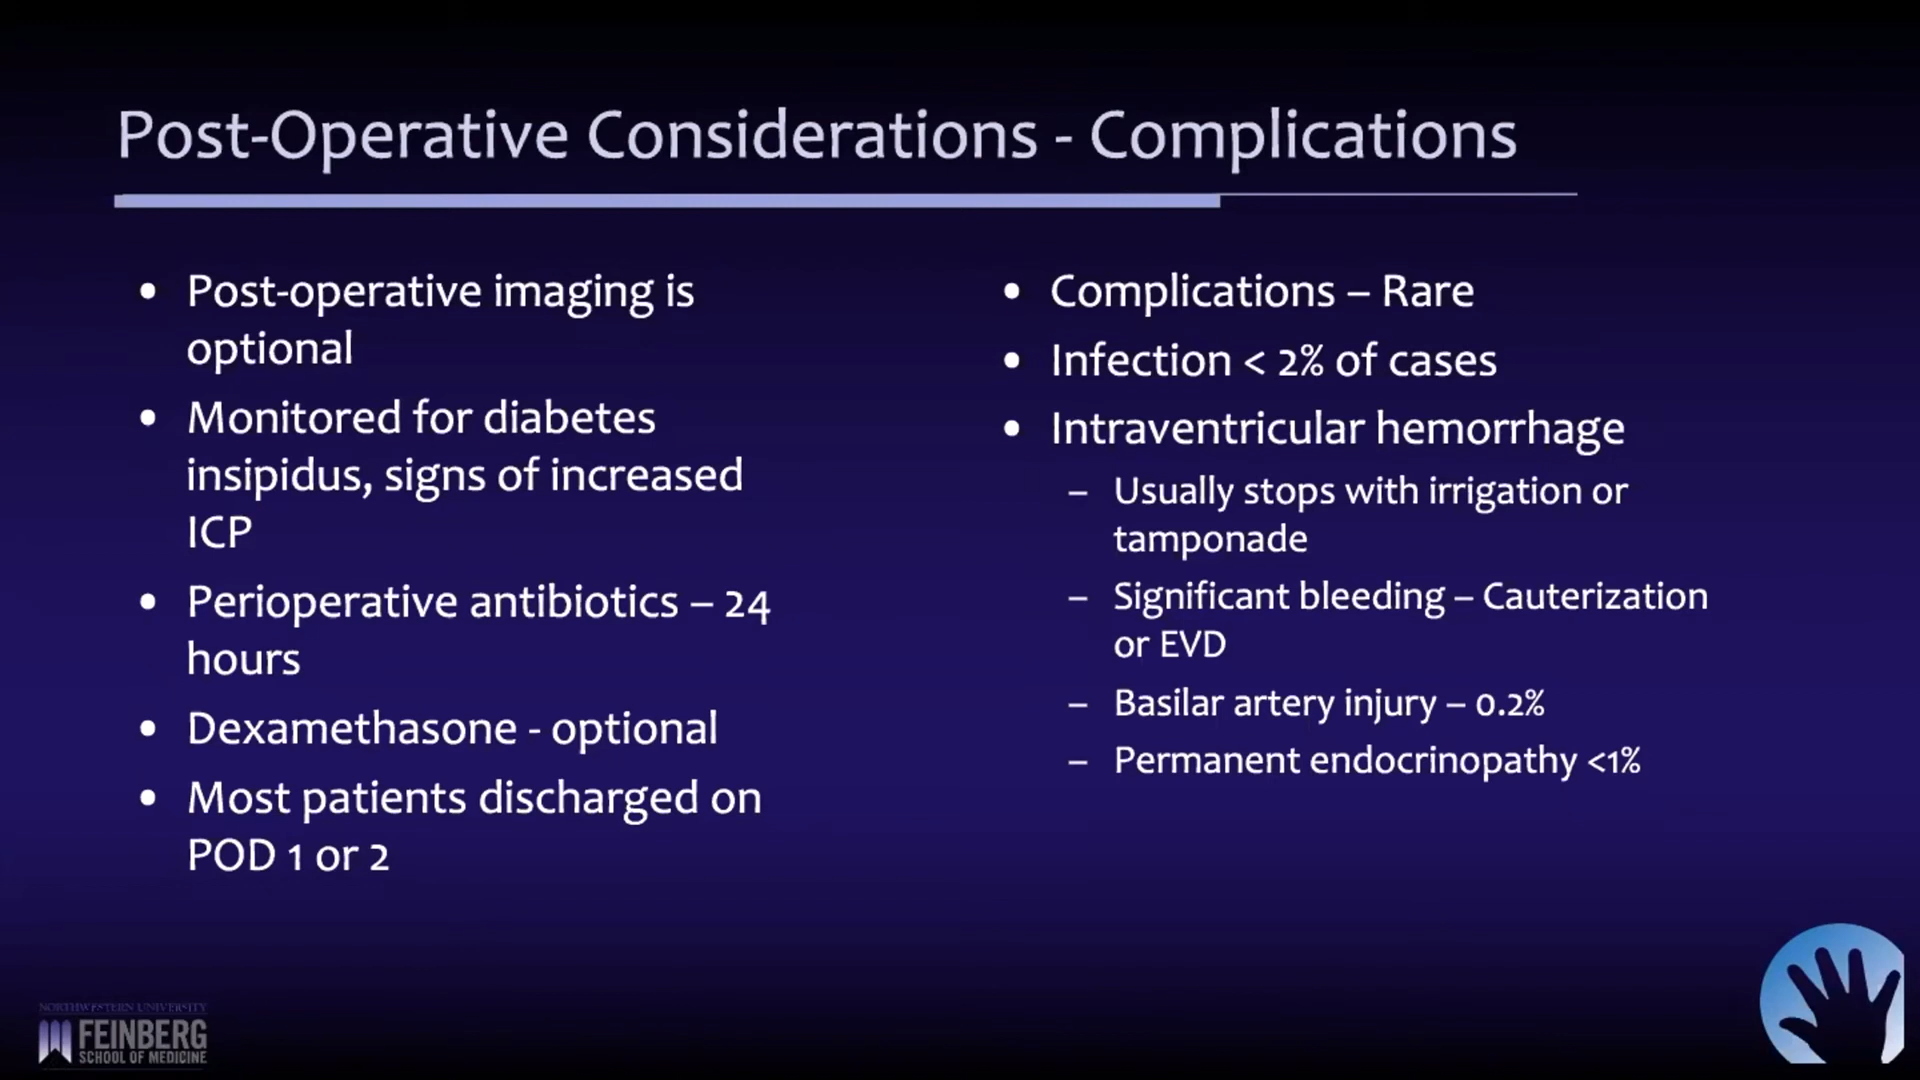 Post-Operative Considerations - Complications
• Post-operative imaging is
optional
• Monitored for diabetes
insipidus, signs of increased
ICP
• Perioperative antibiotics – 24
hours
• Dexamethasone - optional
• Most patients discharged on
POD 1 or 2
• Complications – Rare
• Infection < 2% of cases
• Intraventricular hemorrhage
– Usually stops with irrigation or
tamponade
– Significant bleeding – Cauterization
or EVD
– Basilar artery injury – 0.2%
– Permanent endocrinopathy <1%
NORTHWESTERN UNIVERSITY
FEINBERG
SCHOOL OF MEDICINE